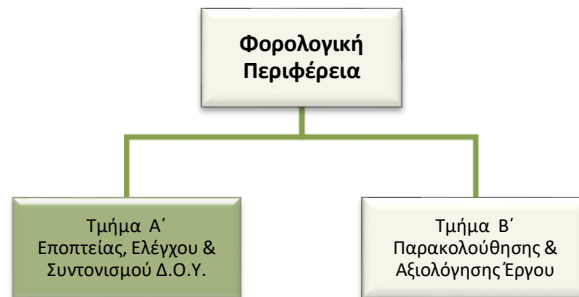 Φορολογική
Περιφέρεια
Τμήμα Α΄
Εποπτείας, Ελέγχου &
Συντονισμού Δ.Ο.Υ.
Τμήμα Β΄
Παρακολούθησης &
Αξιολόγησης Έργου